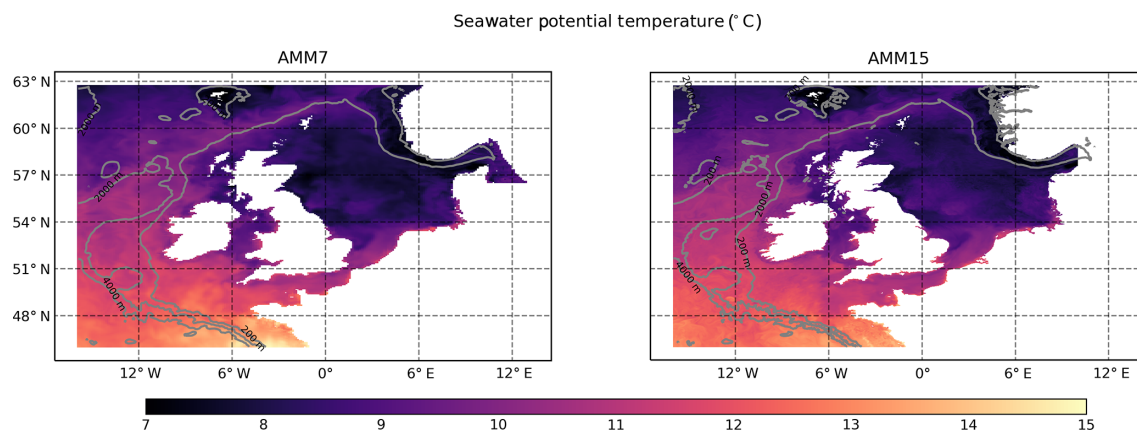 Seawater potential temperature (° C)
AMM7
AMM15
63° N
60° N
57° N
54° N
51° N
48° N
2000 m
4000 m
200 m
200 m
2000 m
200 m
4000 m
12° W
6° W
0°
6° E
12° E
12° W
6° W
0°
6° E
12° E
7
8
9
10
11
12
13
14
15